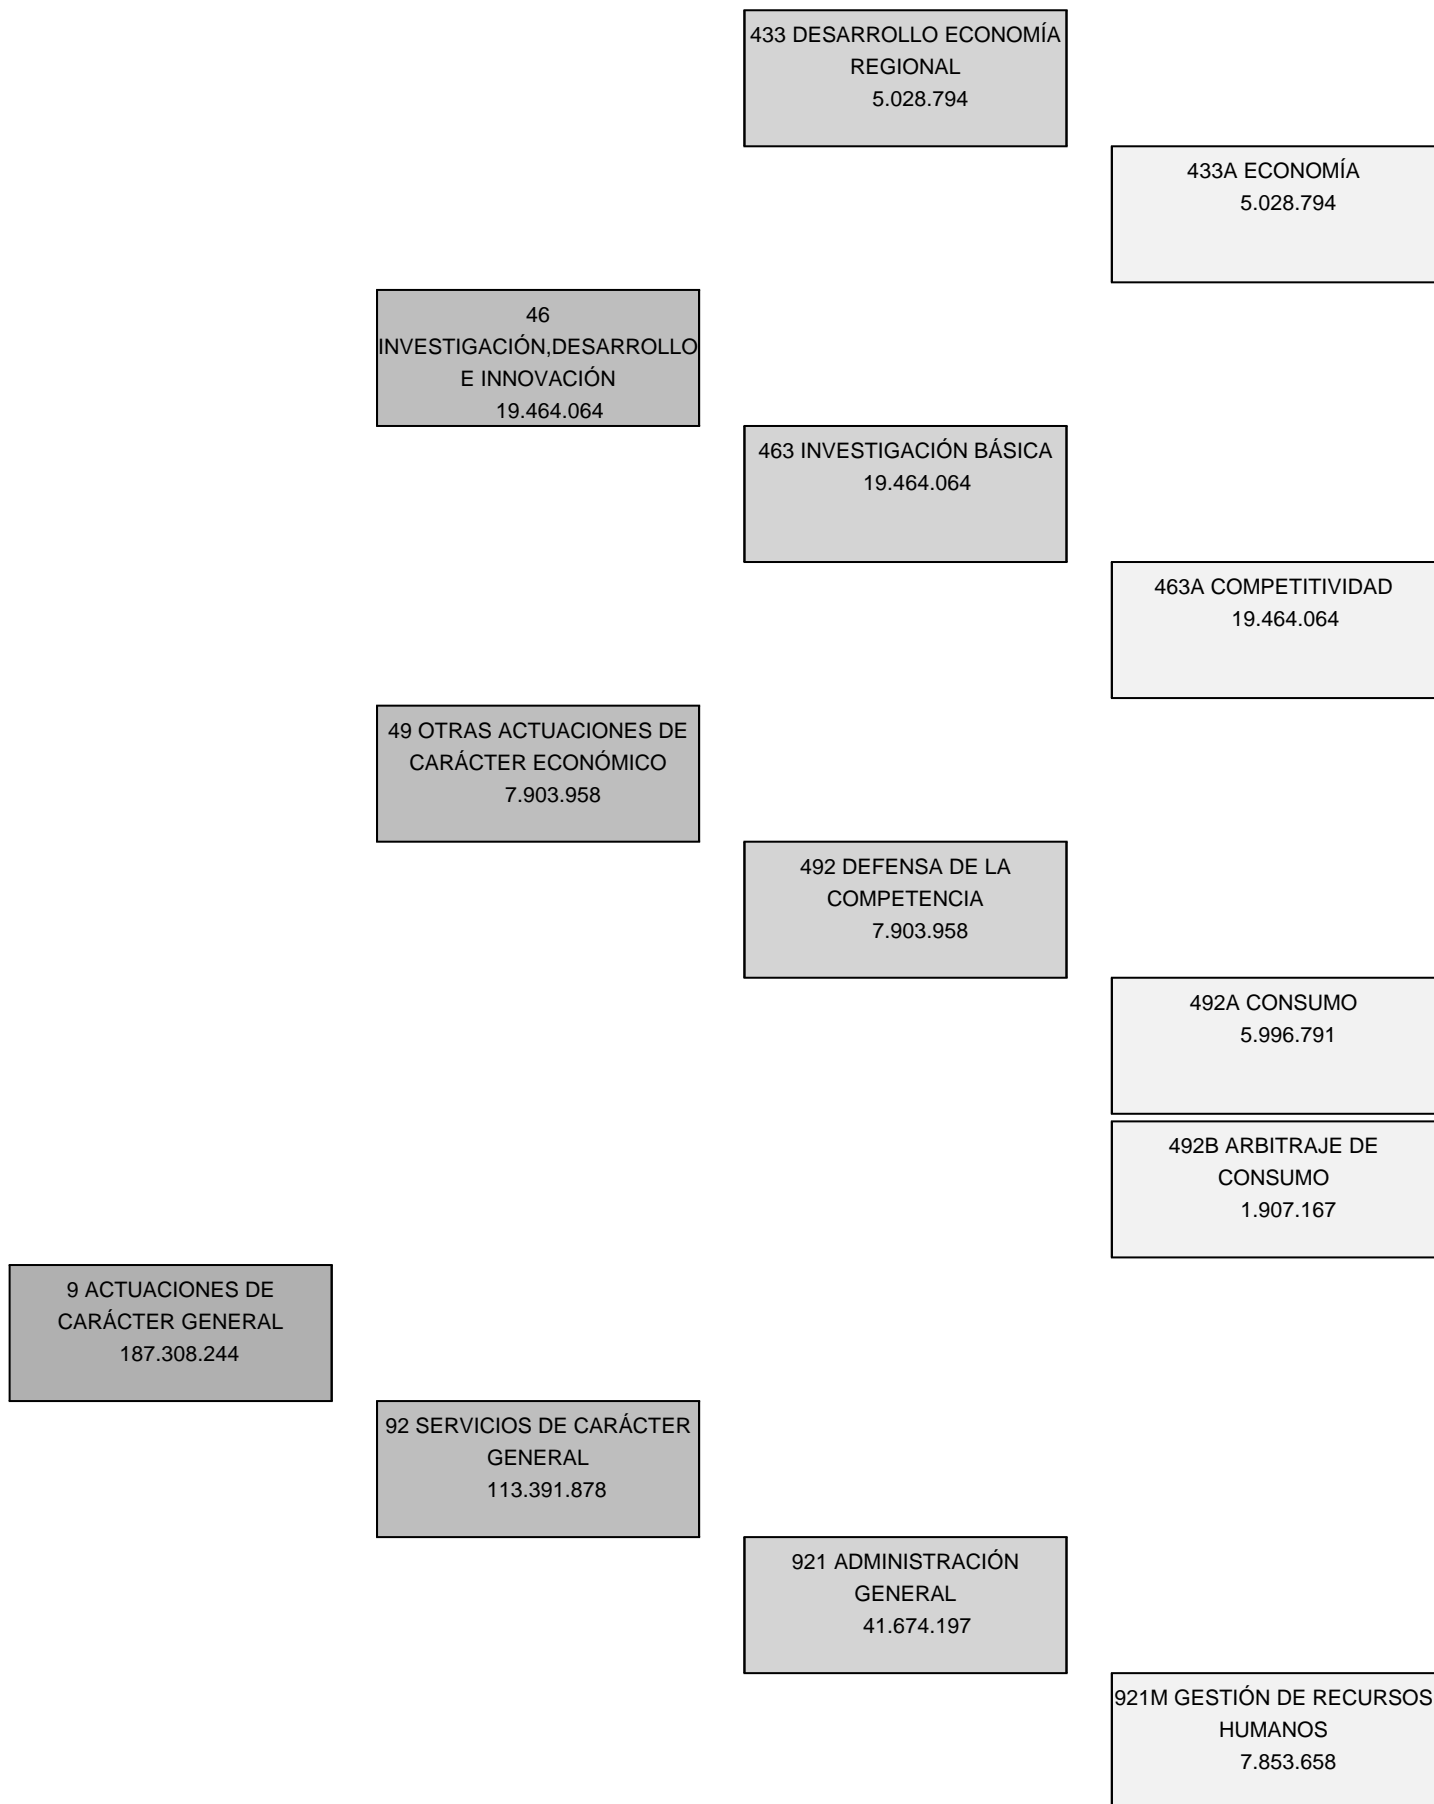 433 DESARROLLO ECONOMÍA
REGIONAL
5.028.794
433A ECONOMÍA
5.028.794
46
INVESTIGACIÓN,DESARROLLO
E INNOVACIÓN
19.464.064
463 INVESTIGACIÓN BÁSICA
19.464.064
463A COMPETITIVIDAD
19.464.064
49 OTRAS ACTUACIONES DE
CARÁCTER ECONÓMICO
7.903.958
492 DEFENSA DE LA
COMPETENCIA
7.903.958
492A CONSUMO
5.996.791
492B ARBITRAJE DE
CONSUMO
1.907.167
9 ACTUACIONES DE
CARÁCTER GENERAL
187.308.244
92 SERVICIOS DE CARÁCTER
GENERAL
113.391.878
921 ADMINISTRACIÓN
GENERAL
41.674.197
921M GESTIÓN DE RECURSOS
HUMANOS
7.853.658